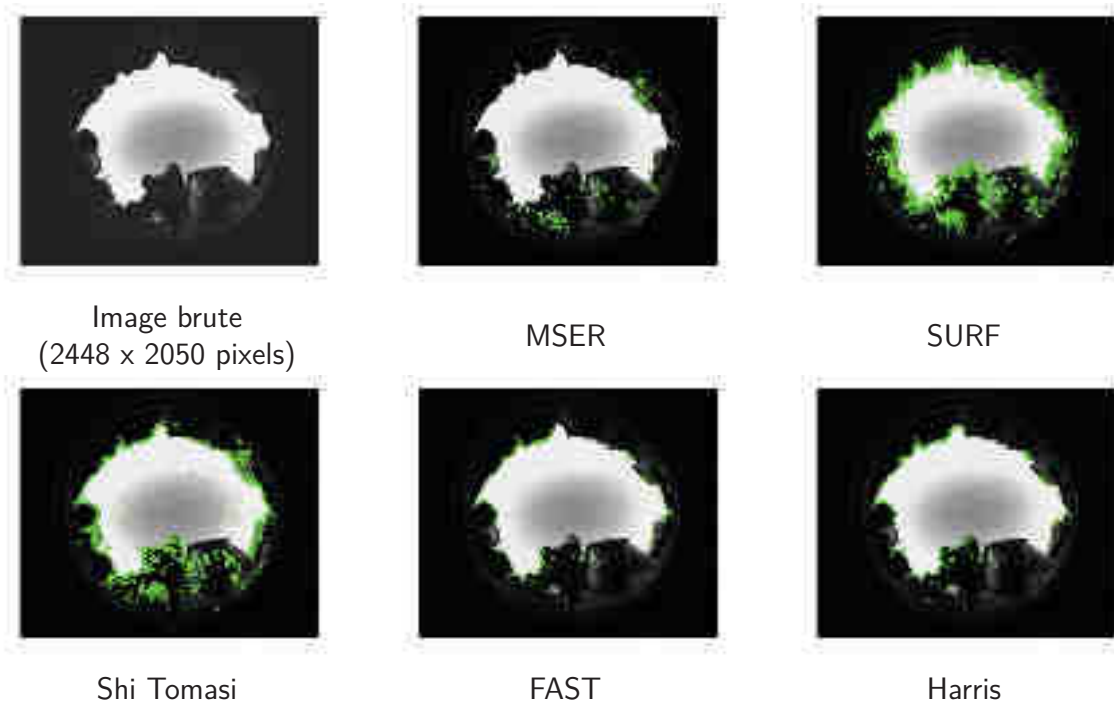 Image brute
(2448 x 2050 pixels)
MSER
SURF
Shi Tomasi
FAST
Harris